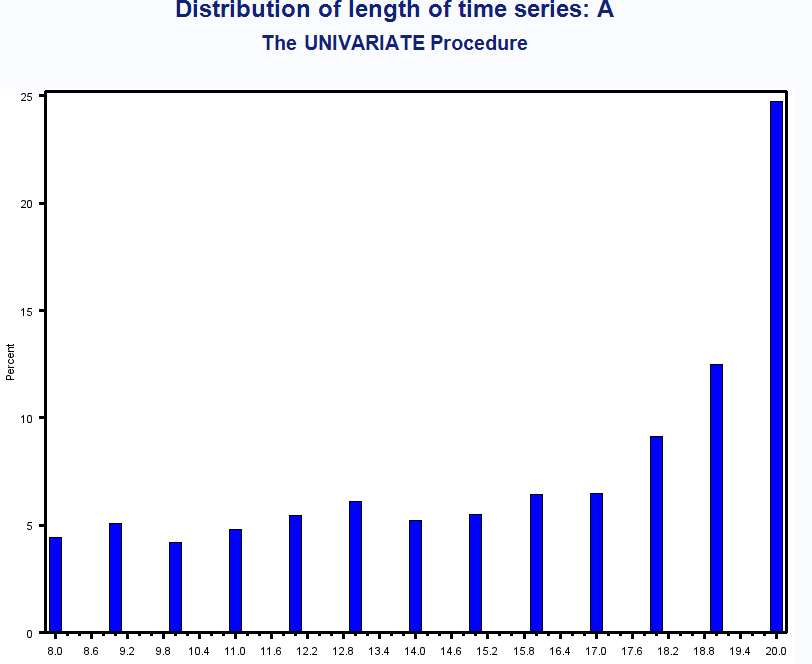 Distribution of length of time series: A
The UNIVARIATE Procedure
25
20
15
10
5
0
Percent
8.0 8.6 9.2 9.8 10.4 11.0 11.6 12.2 12.8 13.4 14.0 14.6 15.2 15.8 16.4 17.0 17.6 18.2 18.8 19.4 20.0